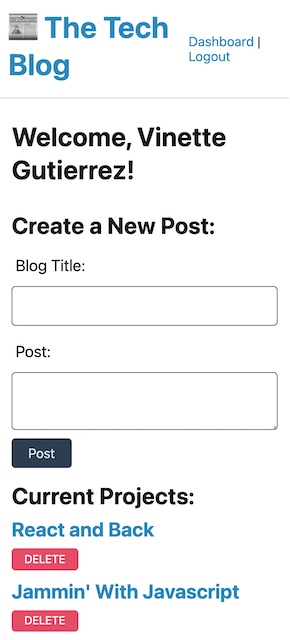 The Tech
Blog
Dashboard |
Logout
Welcome, Vinette
Gutierrez!
Create a New Post:
Blog Title:
Post:
Post
Current Projects:
React and Back
DELETE
Jammin' With Javascript
DELETE